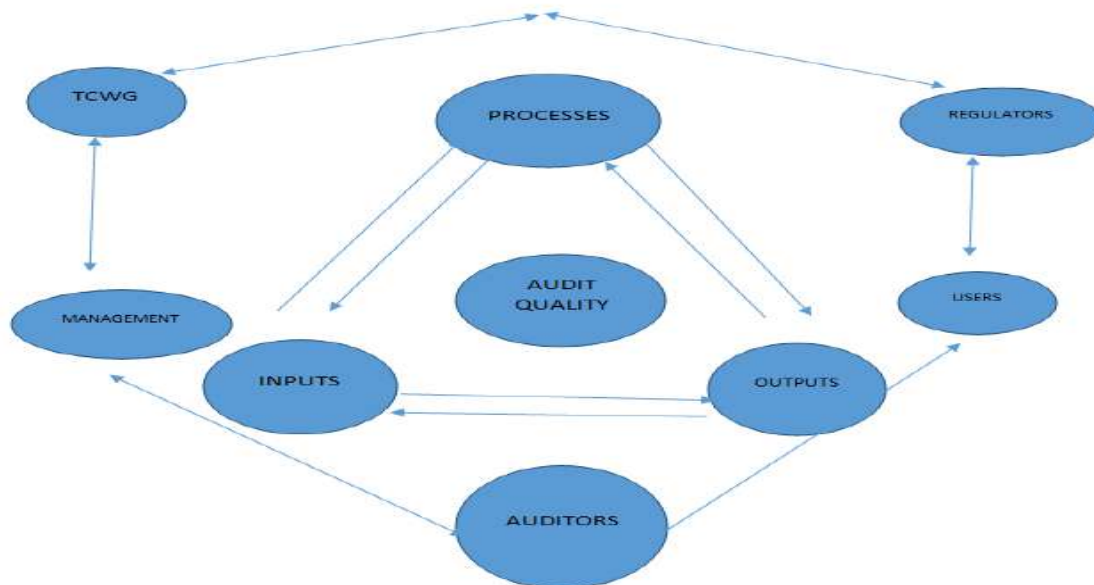 TCWG
PROCESSES
REGULATORS
AUDIT
QUALITY
MANAGEMENT
USERS
INPUTS
OUTPUTS
AUDITORS